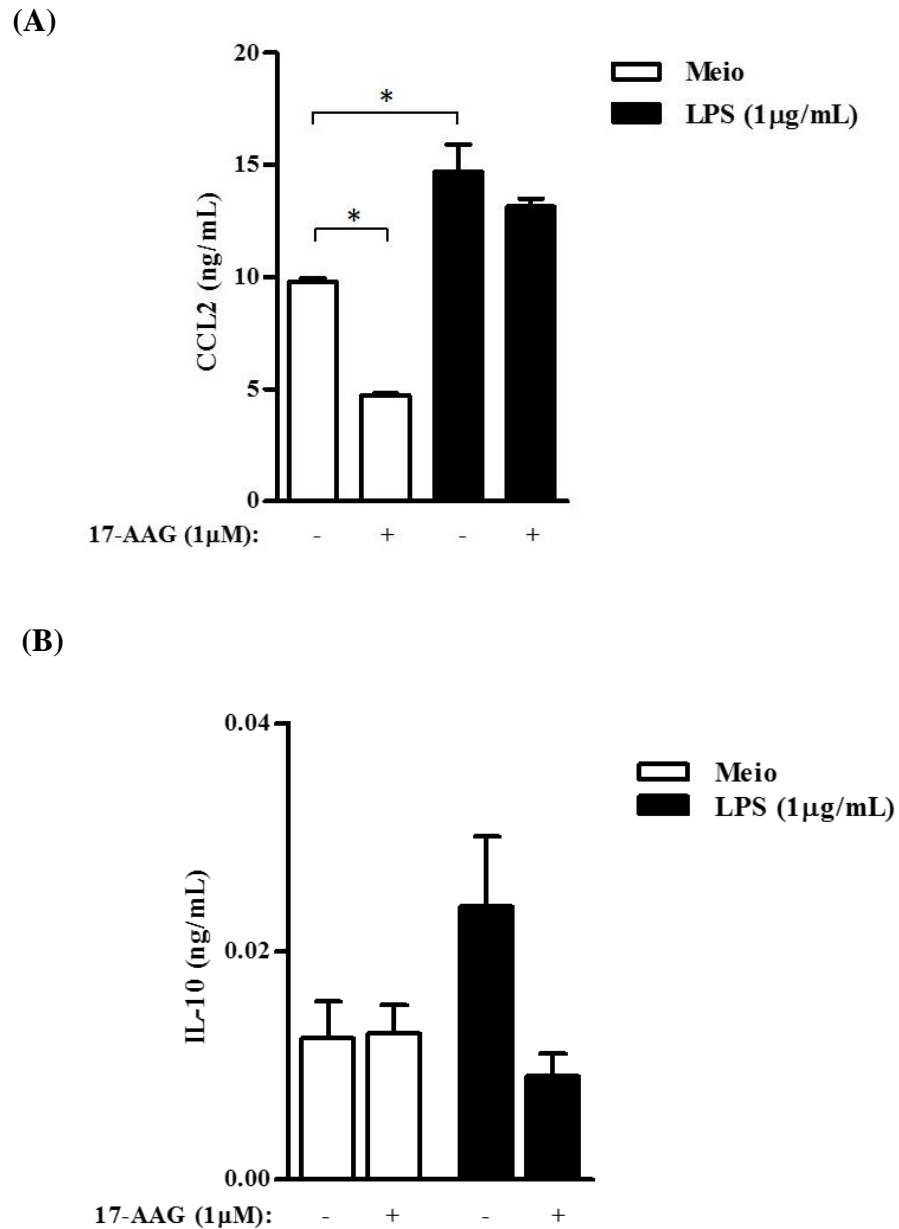 (A)
20
15
10
5
0
CCL2 (ng/mL)
*
*
Meio
LPS (1μg/mL)
17-AAG (1μM): - + - +
(B)
0.04
0.02
0.00
IL-10 (ng/mL)
Meio
LPS (1μg/mL)
17-AAG (1μM): - + - +